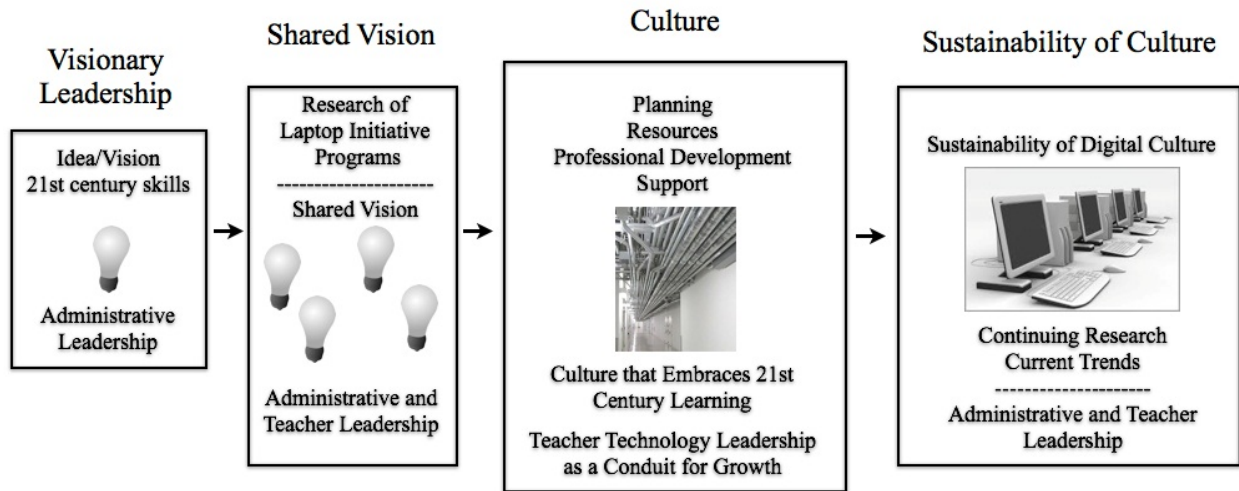 Visionary
Leadership
Idea/Vision
21st century skills
Administrative
Leadership
Shared Vision
Research of
Laptop Initiative
Programs
-----------------------
Shared Vision
Administrative and
Teacher Leadership
Culture
Planning
Resources
Professional Development
Support
Culture that Embraces 21st
Century Learning
Teacher Technology Leadership
as a Conduit for Growth
Sustainability of Culture
Sustainability of Digital Culture
Continuing Research
Current Trends
----------------------
Administrative and Teacher
Leadership